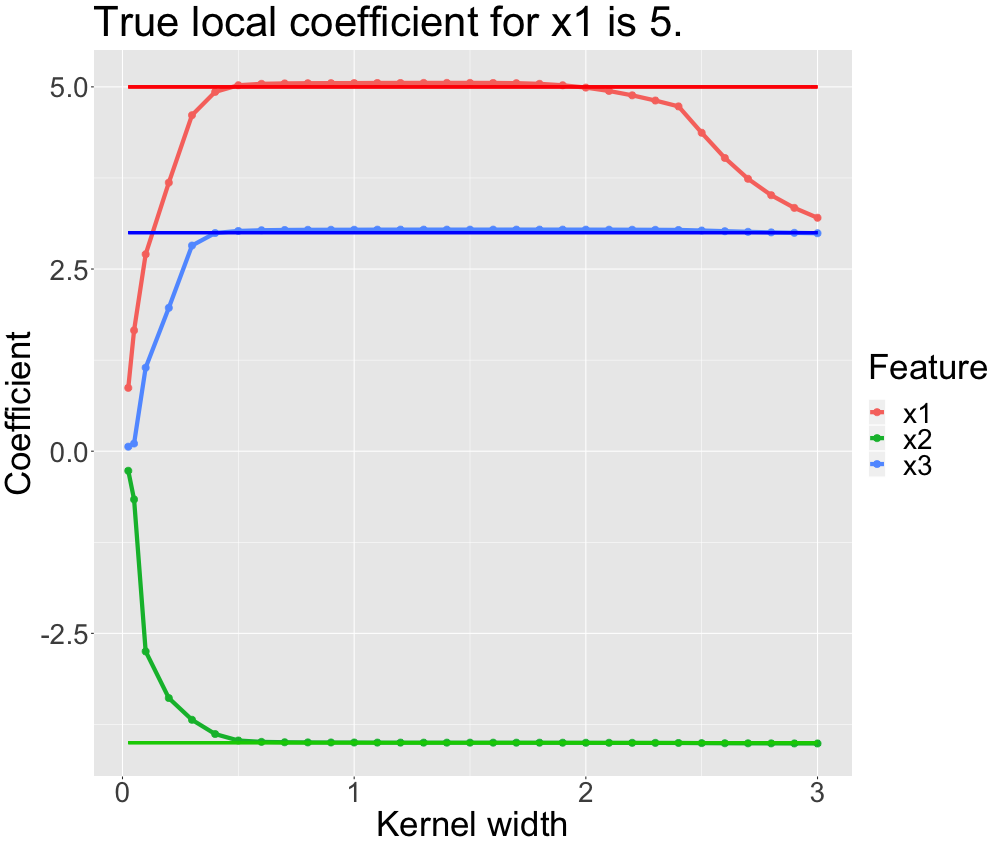 True local coefficient for x1 is 5.
5.0
2.5
0.0
-2.5
Coefficient
0 1 2 3
Kernel width
Feature
x1
x2
x3